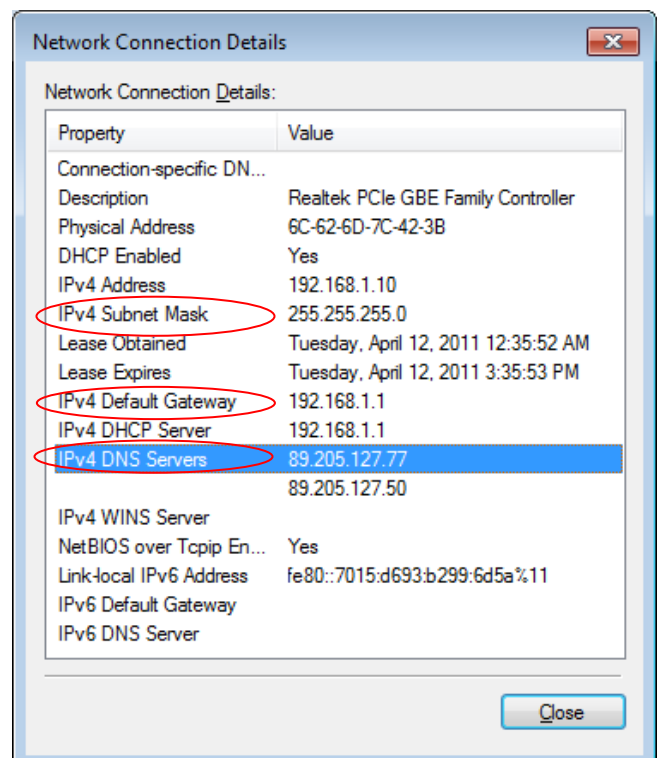 Network Connection Details
Network Connection Details:
Property Value
Connection-specific DN...
Description Realtek PCIe GBE Family Controller
Physical Address 6C-62-6D-7C-42-3B
DHCP Enabled Yes
IPv4 Address 192.168.1.10
IPv4 Subnet Mask 255.255.255.0
Lease Obtained Tuesday, April 12, 2011 12:35:52 AM
Lease Expires Tuesday, April 12, 2011 3:35:53 PM
IPv4 Default Gateway 192.168.1.1
IPv4 DHCP Server 192.168.1.1
IPv4 DNS Servers 89.205.127.77
89.205.127.50
IPv4 WINS Server
NetBIOS over Tcpip En... Yes
Link-local IPv6 Address fe80::7015:d693:b299:6d5a%11
IPv6 Default Gateway
IPv6 DNS Server
Close